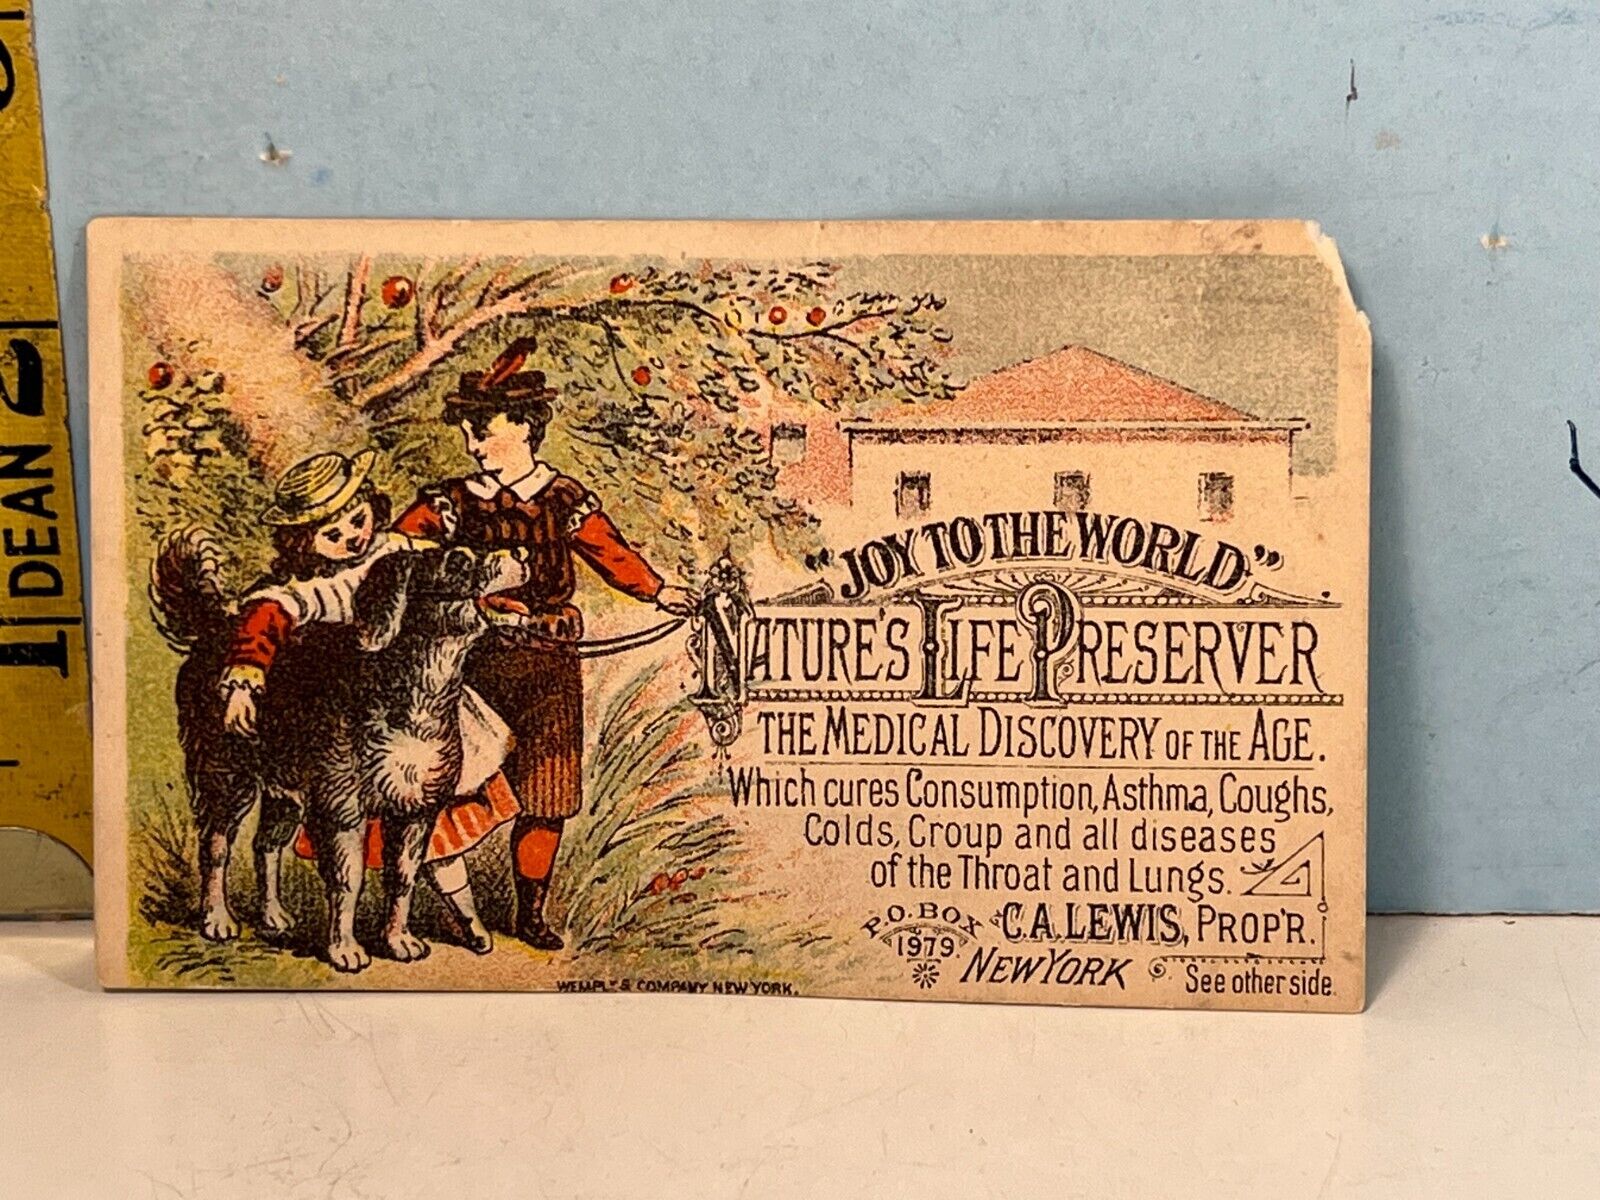 1 DEAN 2
"JOY TO THE WORLD"
NATURE'S LIFE PRESERVER
THE MEDICAL DISCOVERY OF THE AGE.
Which cures Consumption, Asthma, Coughs,
Colds, Croup and all diseases
of the Throat and Lungs.
P.O. BOX 1979. C.A. LEWIS, PROP'R.
NEW YORK
See other side.
& COMPANY NEW YORK.